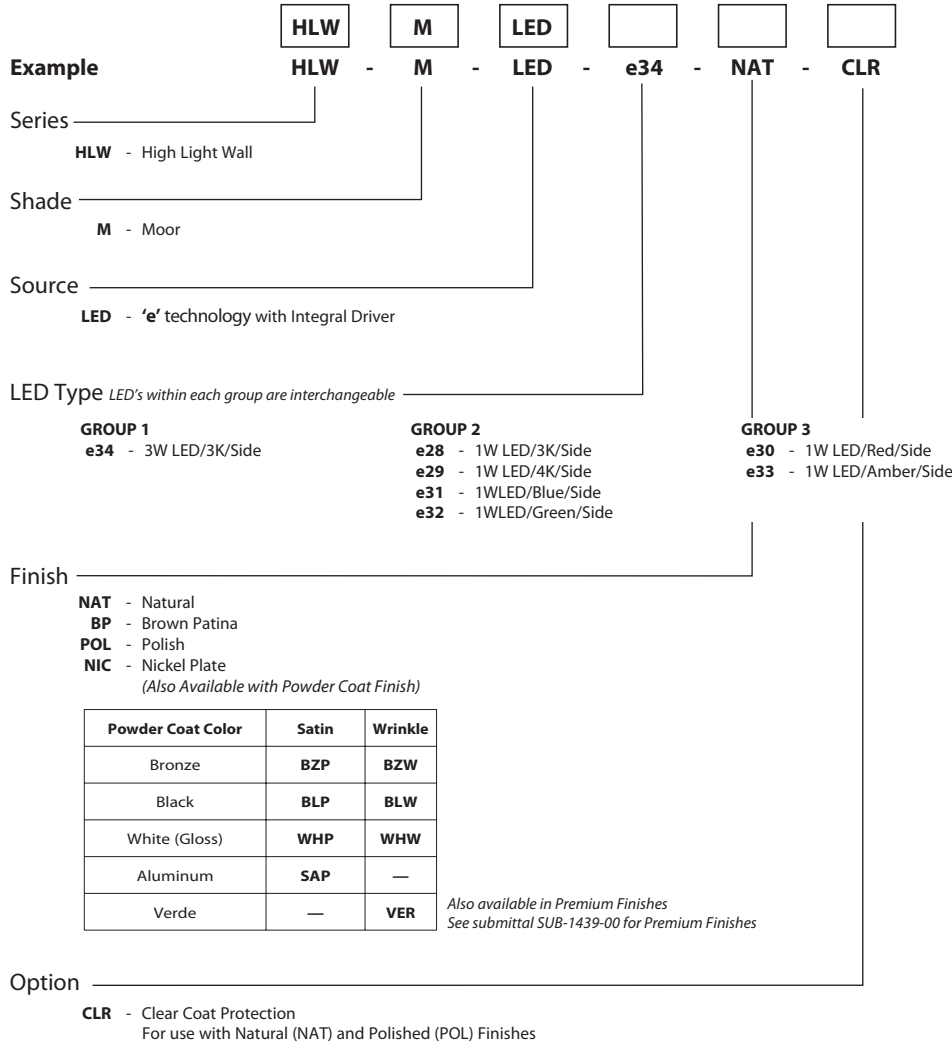 HLW M LED
Example HLW - M - LED - e34 - NAT - CLR
Series
HLW - High Light Wall
Shade
M - Moor
Source
LED - ‘e’ technology with Integral Driver
LED Type LED's within each group are interchangeable
GROUP 1
e34 - 3W LED/3K/Side
GROUP 2
e28 - 1W LED/3K/Side
e29 - 1W LED/4K/Side
e31 - 1WLED/Blue/Side
e32 - 1WLED/Green/Side
GROUP 3
e30 - 1W LED/Red/Side
e33 - 1W LED/Amber/Side
Finish
NAT - Natural
BP - Brown Patina
POL - Polish
NIC - Nickel Plate
(Also Available with Powder Coat Finish)
Powder Coat Color Satin Wrinkle
Bronze BZP BZW
Black BLP BLW
White (Gloss) WHP WHW
Aluminum SAP —
Verde — VER
Also available in Premium Finishes
See submittal SUB-1439-00 for Premium Finishes
Option
CLR - Clear Coat Protection
For use with Natural (NAT) and Polished (POL) Finishes